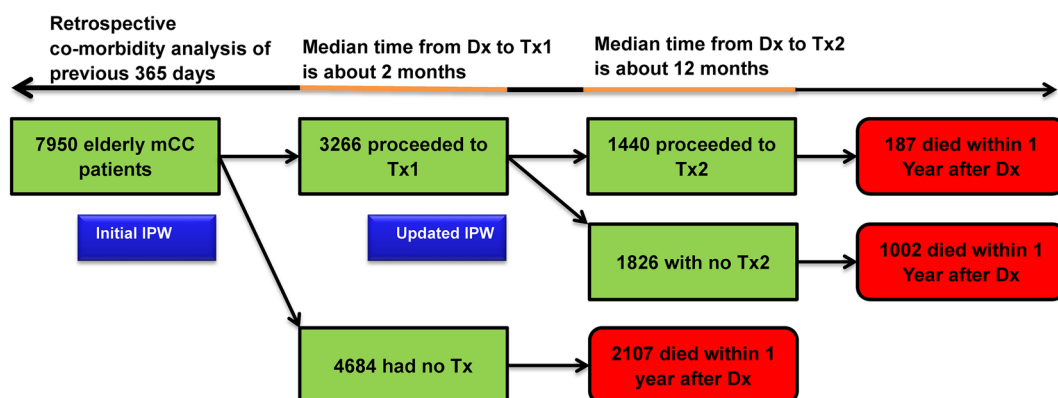 Retrospective
co-morbidity analysis of
previous 365 days
Median time from Dx to Tx1
is about 2 months
Median time from Dx to Tx2
is about 12 months
7950 elderly mCC
patients
3266 proceeded to
Tx1
1440 proceeded to
Tx2
187 died within 1
Year after Dx
Initial IPW
Updated IPW
1826 with no Tx2
1002 died within 1
Year after Dx
4684 had no Tx
2107 died within 1
year after Dx